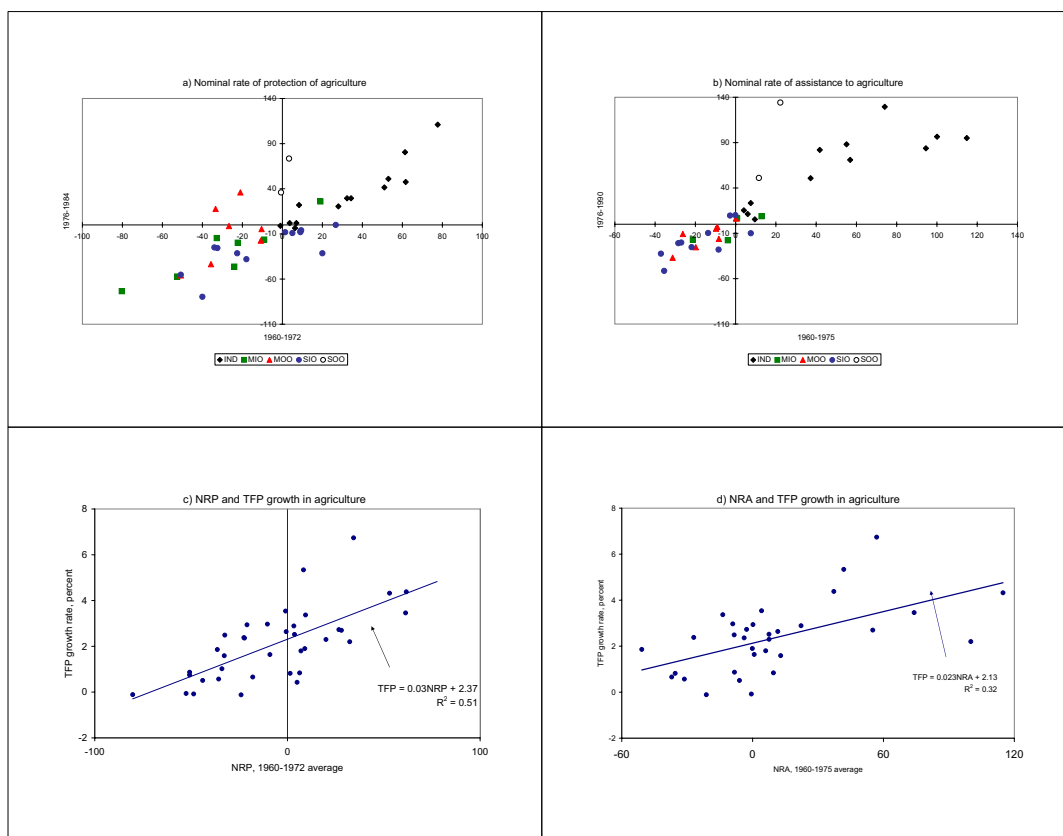 a) Nominal rate of protection of agriculture
140
90
40
-10
-60
-110
-100 -80 -60 -40 -20 0 20 40 60 80 100
1976-1984
1960-1972
IND MIO MOO SIO SOO
b) Nominal rate of assistance to agriculture
140
90
40
-10
-60
-110
-60 -40 -20 0 20 40 60 80 100 120 140
1976-1990
1960-1975
IND MIO MOO SIO SOO
c) NRP and TFP growth in agriculture
8
6
4
2
0
-2
-100 0 100
TFP growth rate, percent
TFP = 0.03NRP + 2.37
R2 = 0.51
NRP, 1960-1972 average
d) NRA and TFP growth in agriculture
8
6
4
2
0
-2
-60 0 60 120
TFP growth rate, percent
TFP = 0.023NRA + 2.13
R2 = 0.32
NRA, 1960-1975 average